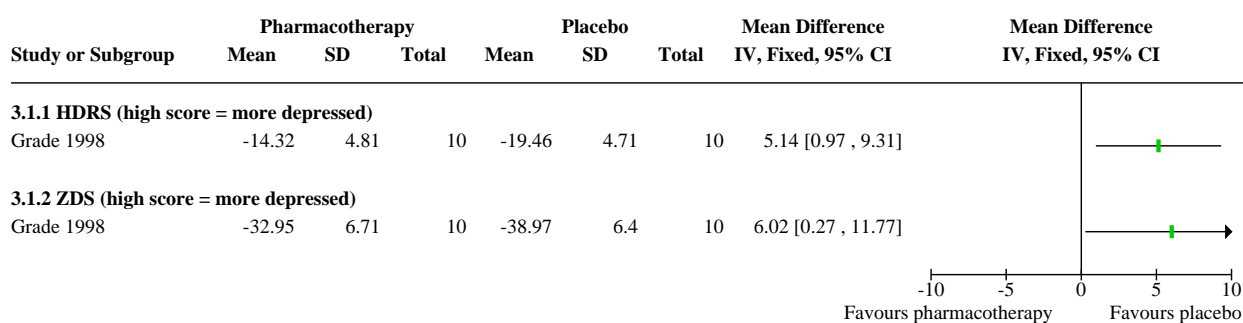 Pharmacotherapy Placebo Mean Difference Mean Difference
Study or Subgroup Mean SD Total Mean SD Total IV, Fixed, 95% CI IV, Fixed, 95% CI
3.1.1 HDRS (high score = more depressed)
Grade 1998 -14.32 4.81 10 -19.46 4.71 10 5.14 [0.97 , 9.31]
3.1.2 ZDS (high score = more depressed)
Grade 1998 -32.95 6.71 10 -38.97 6.4 10 6.02 [0.27 , 11.77]
-10 -5 0 5 10
Favours pharmacotherapy Favours placebo